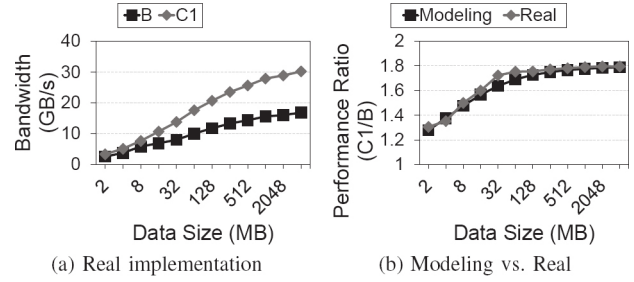 B C1
Bandwidth
(GB/s)
40
30
20
10
0
2
8
32
128
512
2048
Data Size (MB)
(a) Real implementation
Modeling Real
Performance Ratio
(C1/B)
2
1.8
1.6
1.4
1.2
1
2
8
32
128
512
2048
Data Size (MB)
(b) Modeling vs. Real